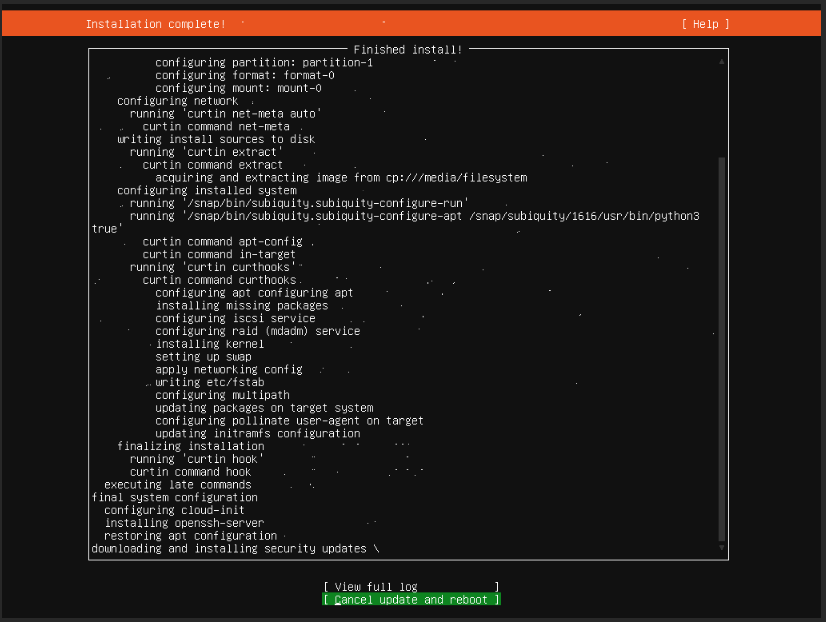 Installation complete!
[ Help ]
Finished install!
configuring partition: partition-1
configuring format: format-0
configuring mount: mount-0
configuring network
running 'curtin net-meta auto'
curtin command net-meta
writing install sources to disk
running 'curtin extract'
curtin command extract
acquiring and extracting image from cp:///media/filesystem
configuring installed system
running '/snap/bin/subiquity.subiquity-configure-run'
running '/snap/bin/subiquity.subiquity-configure-apt /snap/subiquity/1616/usr/bin/python3
true'
curtin command apt-config
curtin command in-target
running 'curtin curthooks'
curtin command curthooks
configuring apt configuring apt
installing missing packages
configuring iscsi service
configuring raid (mdadm) service
installing kernel
setting up swap
apply networking config
writing etc/fstab
configuring multipath
updating packages on target system
configuring pollinate user-agent on target
updating initramfs configuration
finalizing installation
running 'curtin hook'
curtin command hook
executing late commands
final system configuration
configuring cloud-init
installing openssh-server
restoring apt configuration
downloading and installing security updates \
[ View full log ]
[ Cancel update and reboot ]